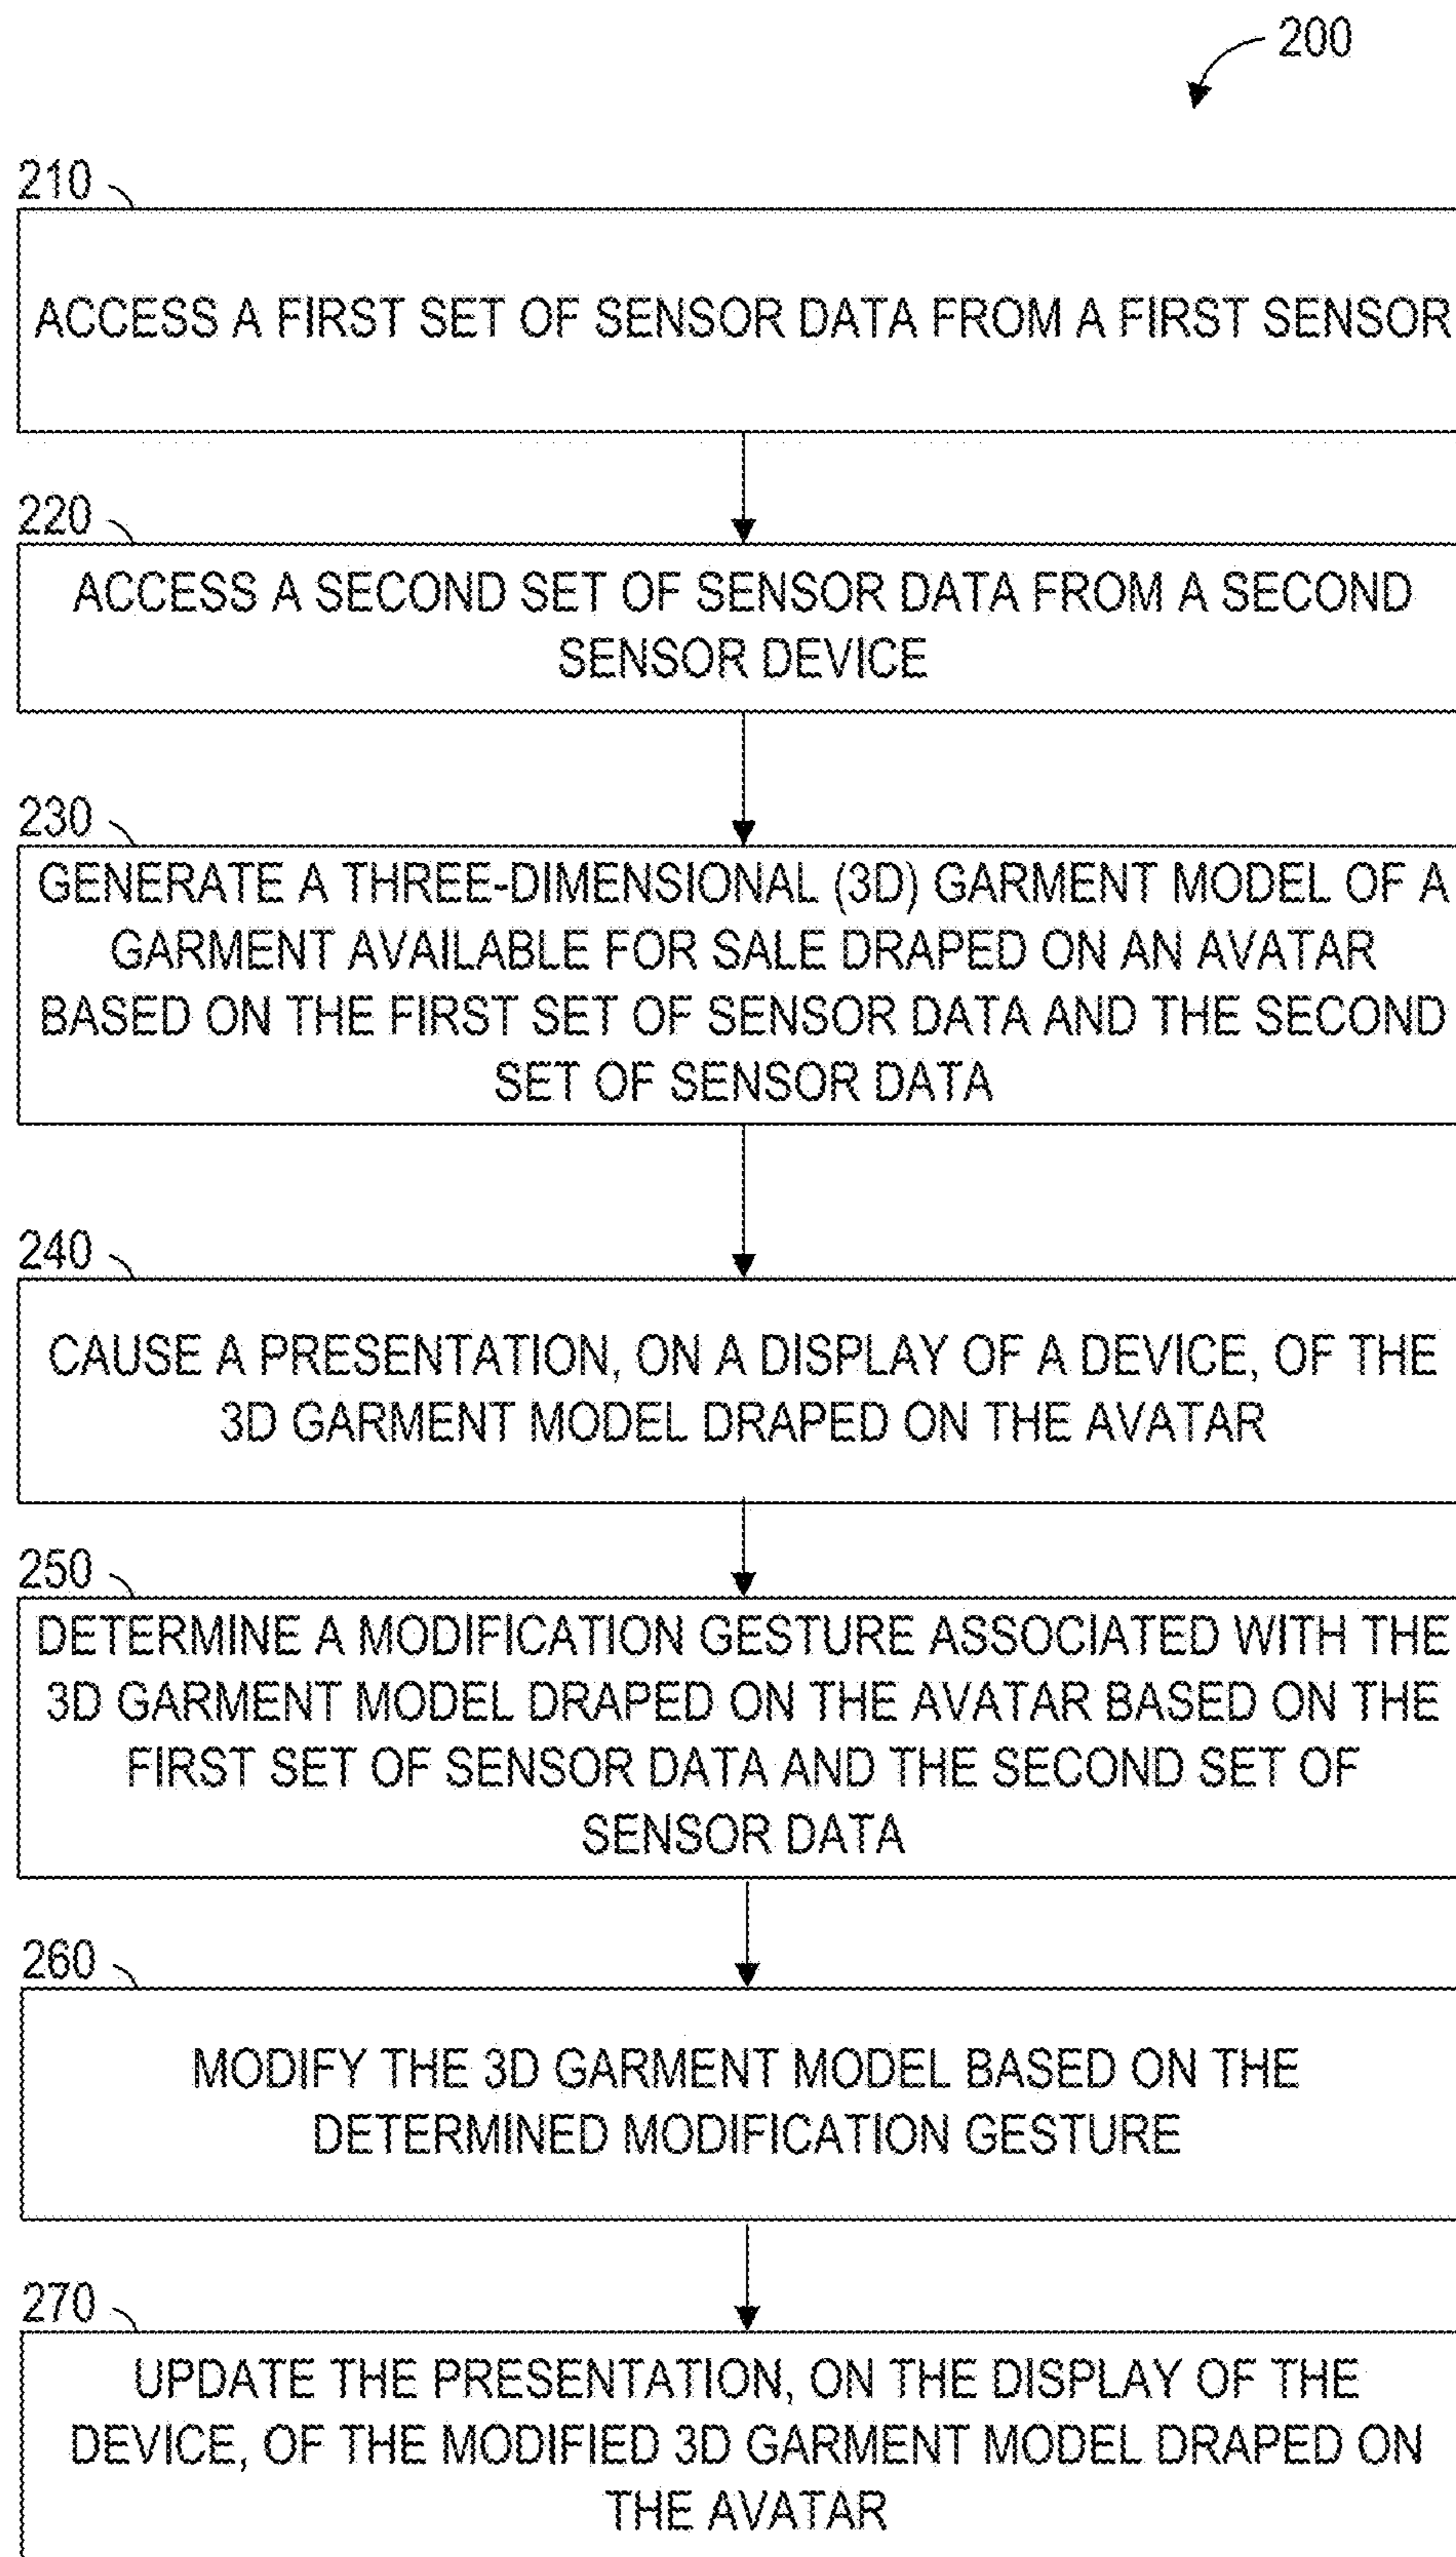 200
210
ACCESS A FIRST SET OF SENSOR DATA FROM A FIRST SENSOR
220
ACCESS A SECOND SET OF SENSOR DATA FROM A SECOND
SENSOR DEVICE
230
GENERATE A THREE-DIMENSIONAL (3D) GARMENT MODEL OF A
GARMENT AVAILABLE FOR SALE DRAPED ON AN AVATAR
BASED ON THE FIRST SET OF SENSOR DATA AND THE SECOND
SET OF SENSOR DATA
240
CAUSE A PRESENTATION, ON A DISPLAY OF A DEVICE, OF THE
3D GARMENT MODEL DRAPED ON THE AVATAR
250
DETERMINE A MODIFICATION GESTURE ASSOCIATED WITH THE
3D GARMENT MODEL DRAPED ON THE AVATAR BASED ON THE
FIRST SET OF SENSOR DATA AND THE SECOND SET OF
SENSOR DATA
260
MODIFY THE 3D GARMENT MODEL BASED ON THE
DETERMINED MODIFICATION GESTURE
270
UPDATE THE PRESENTATION, ON THE DISPLAY OF THE
DEVICE, OF THE MODIFIED 3D GARMENT MODEL DRAPED ON
THE AVATAR